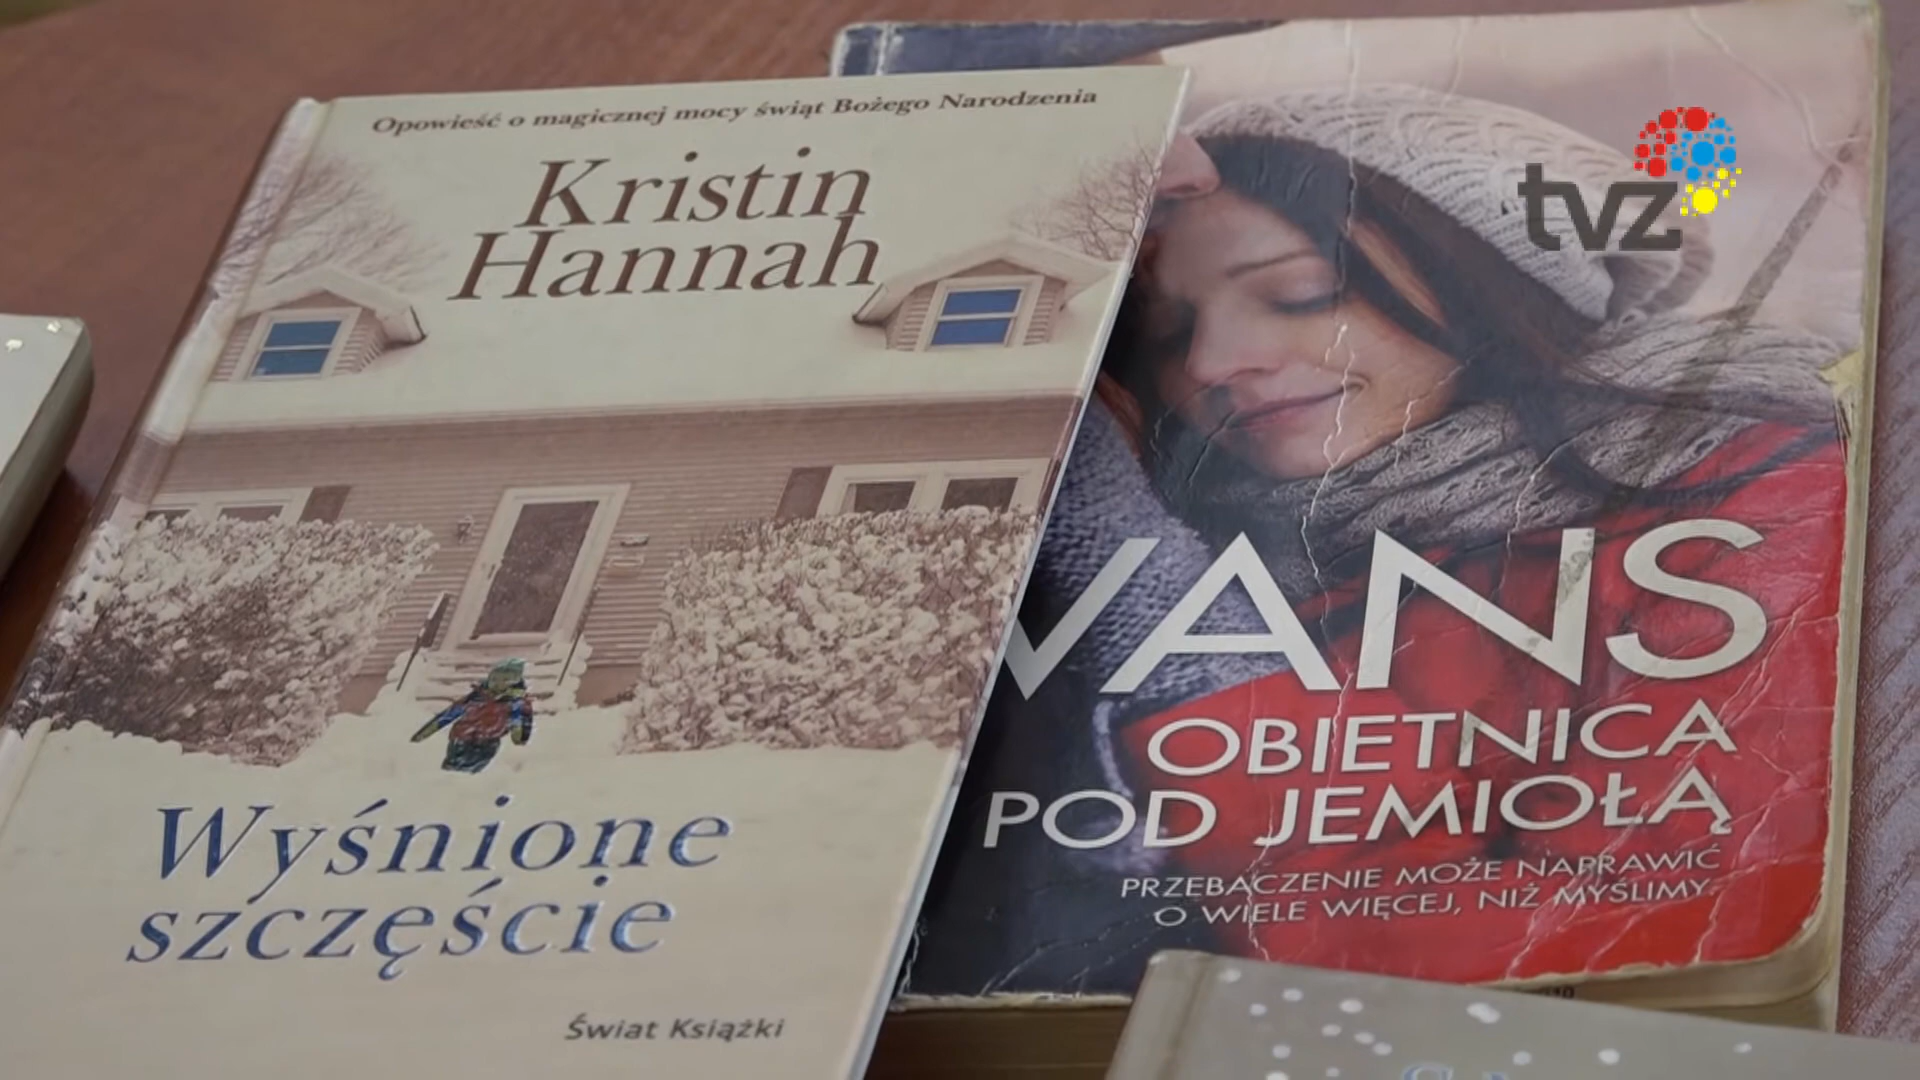 Opowieść o magicznej mocy świąt Bożego Narodzenia
Kristin
Hannah
Wyśnione
szczęście
Świat Książki
VANS
OBIETNICA
POD JEMIOŁĄ
PRZEBACZENIE MOŻE NAPRAWIĆ
O WIELE WIĘCEJ, NIŻ MYŚLIMY.
tvz